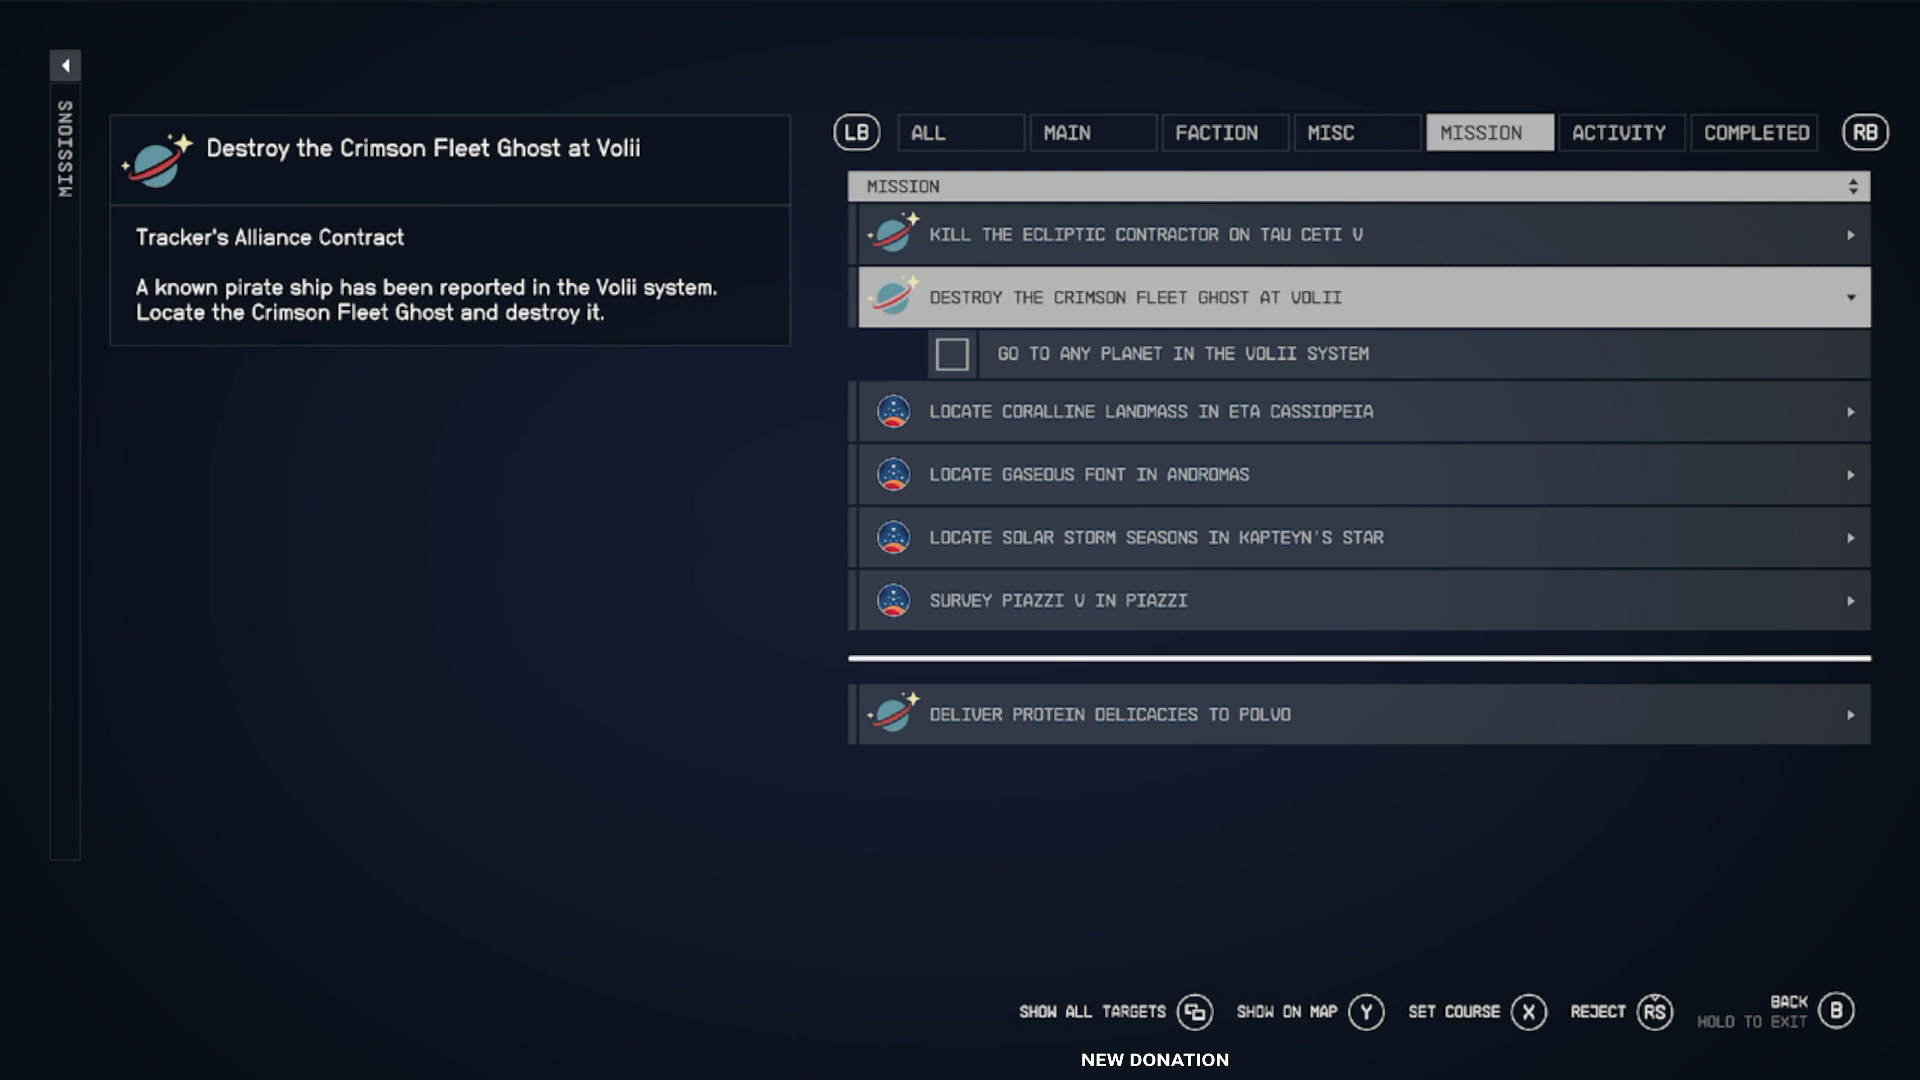 MISSIONS
Destroy the Crimson Fleet Ghost at Volii
Tracker's Alliance Contract
A known pirate ship has been reported in the Volii system.
Locate the Crimson Fleet Ghost and destroy it.
LB ALL MAIN FACTION MISC MISSION ACTIVITY COMPLETED RB
MISSION
KILL THE ECLIPTIC CONTRACTOR ON TAU CETI V
DESTROY THE CRIMSON FLEET GHOST AT VOLII
GO TO ANY PLANET IN THE VOLII SYSTEM
LOCATE CORALLINE LANDMASS IN ETA CASSIOPEIA
LOCATE GASEOUS FONT IN ANDROMAS
LOCATE SOLAR STORM SEASONS IN KAPTEYN'S STAR
SURVEY PIAZZI V IN PIAZZI
DELIVER PROTEIN DELICACIES TO POLVO
SHOW ALL TARGETS SHOW ON MAP Y SET COURSE X REJECT RS BACK B
HOLD TO EXIT
NEW DONATION